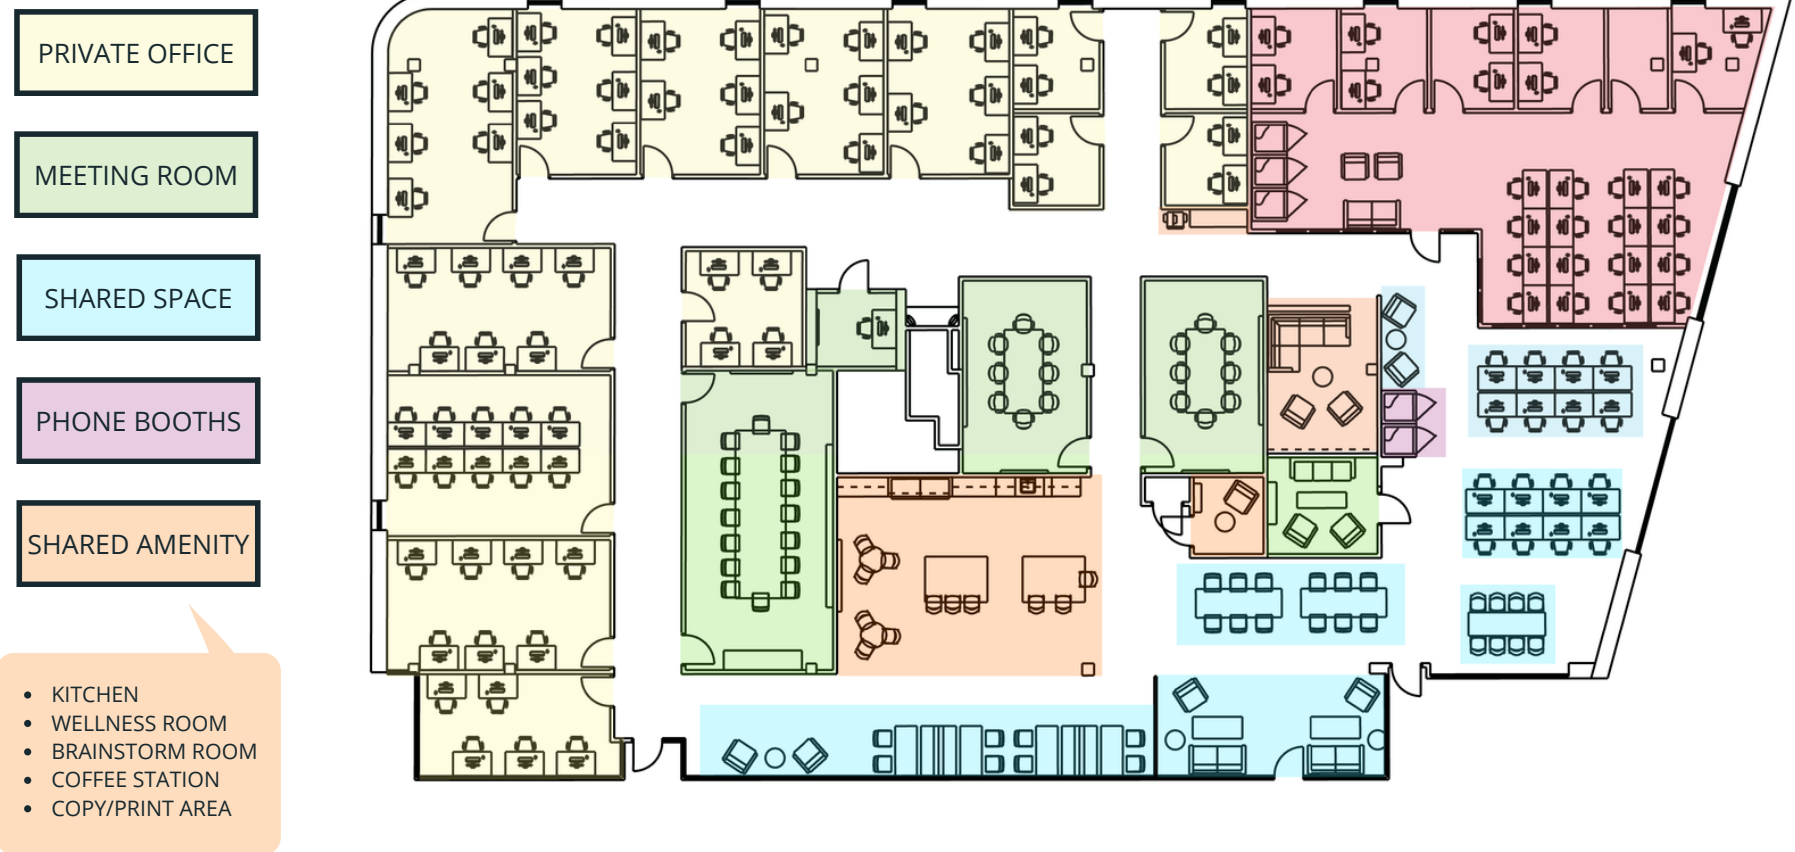 PRIVATE OFFICE
MEETING ROOM
SHARED SPACE
PHONE BOOTHS
SHARED AMENITY
• KITCHEN
• WELLNESS ROOM
• BRAINSTORM ROOM
• COFFEE STATION
• COPY/PRINT AREA